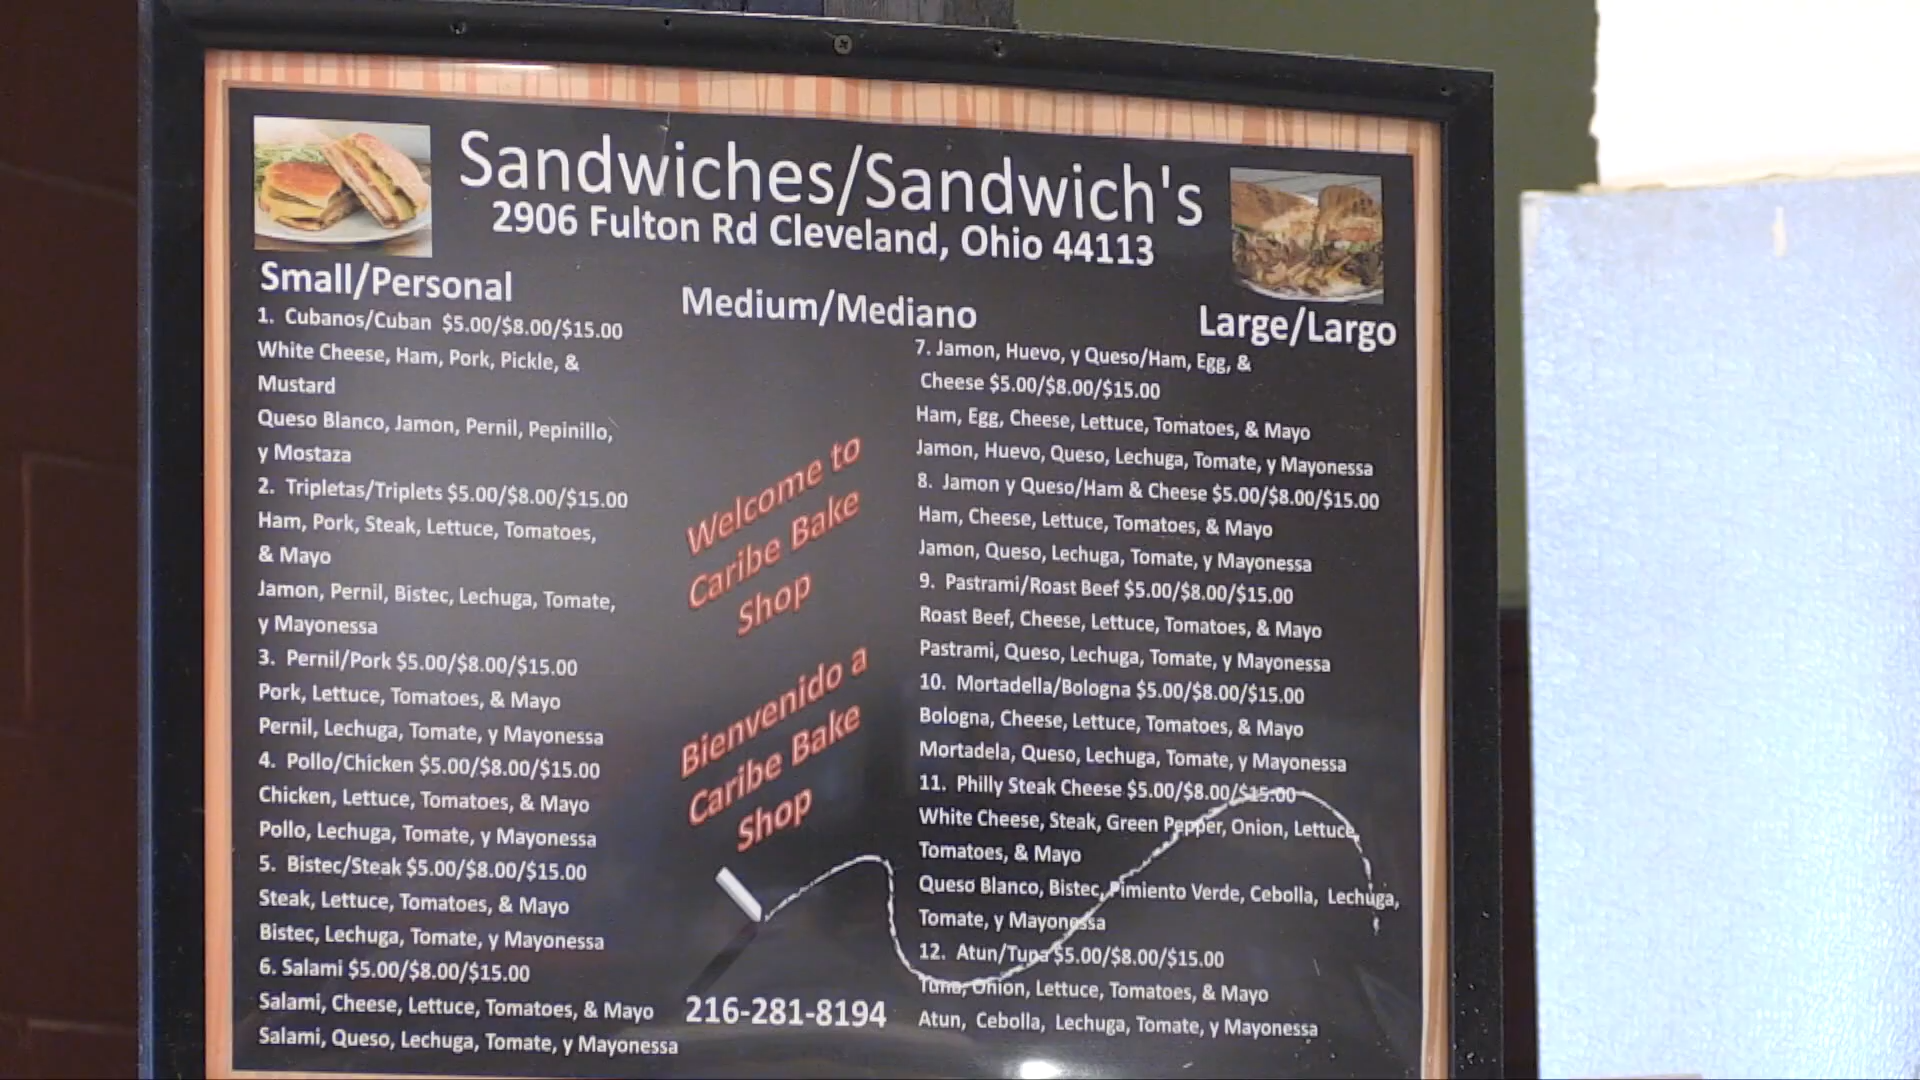 Sandwiches/Sandwich's
2906 Fulton Rd Cleveland, Ohio 44113
Small/Personal
Medium/Mediano
Large/Largo
1. Cubanos/Cuban $5.00/$8.00/$15.00
White Cheese, Ham, Pork, Pickle, &
Mustard
Queso Blanco, Jamon, Pernil, Pepinillo,
y Mostaza
2. Tripletas/Triplets $5.00/$8.00/$15.00
Ham, Pork, Steak, Lettuce, Tomatoes,
& Mayo
Jamon, Pernil, Bistec, Lechuga, Tomate,
y Mayonessa
3. Pernil/Pork $5.00/$8.00/$15.00
Pork, Lettuce, Tomatoes, & Mayo
Pernil, Lechuga, Tomate, y Mayonessa
4. Pollo/Chicken $5.00/$8.00/$15.00
Chicken, Lettuce, Tomatoes, & Mayo
Pollo, Lechuga, Tomate, y Mayonessa
5. Bistec/Steak $5.00/$8.00/$15.00
Steak, Lettuce, Tomatoes, & Mayo
Bistec, Lechuga, Tomate, y Mayonessa
6. Salami $5.00/$8.00/$15.00
Salami, Cheese, Lettuce, Tomatoes, & Mayo
Salami, Queso, Lechuga, Tomate, y Mayonessa
Welcome to
Caribe Bake
Shop
Bienvenido a
Caribe Bake
Shop
216-281-8194
7. Jamon, Huevo, y Queso/Ham, Egg, &
Cheese $5.00/$8.00/$15.00
Ham, Egg, Cheese, Lettuce, Tomatoes, & Mayo
Jamon, Huevo, Queso, Lechuga, Tomate, y Mayonessa
8. Jamon y Queso/Ham & Cheese $5.00/$8.00/$15.00
Ham, Cheese, Lettuce, Tomatoes, & Mayo
Jamon, Queso, Lechuga, Tomate, y Mayonessa
9. Pastrami/Roast Beef $5.00/$8.00/$15.00
Roast Beef, Cheese, Lettuce, Tomatoes, & Mayo
Pastrami, Queso, Lechuga, Tomate, y Mayonessa
10. Mortadella/Bologna $5.00/$8.00/$15.00
Bologna, Cheese, Lettuce, Tomatoes, & Mayo
Mortadela, Queso, Lechuga, Tomate, y Mayonessa
11. Philly Steak Cheese $5.00/$8.00/$15.00
White Cheese, Steak, Green Pepper, Onion, Lettuce,
Tomatoes, & Mayo
Queso Blanco, Bistec, Pimiento Verde, Cebolla, Lechuga,
Tomate, y Mayonessa
12. Atun/Tuna $5.00/$8.00/$15.00
Tuna, Onion, Lettuce, Tomatoes, & Mayo
Atun, Cebolla, Lechuga, Tomate, y Mayonessa